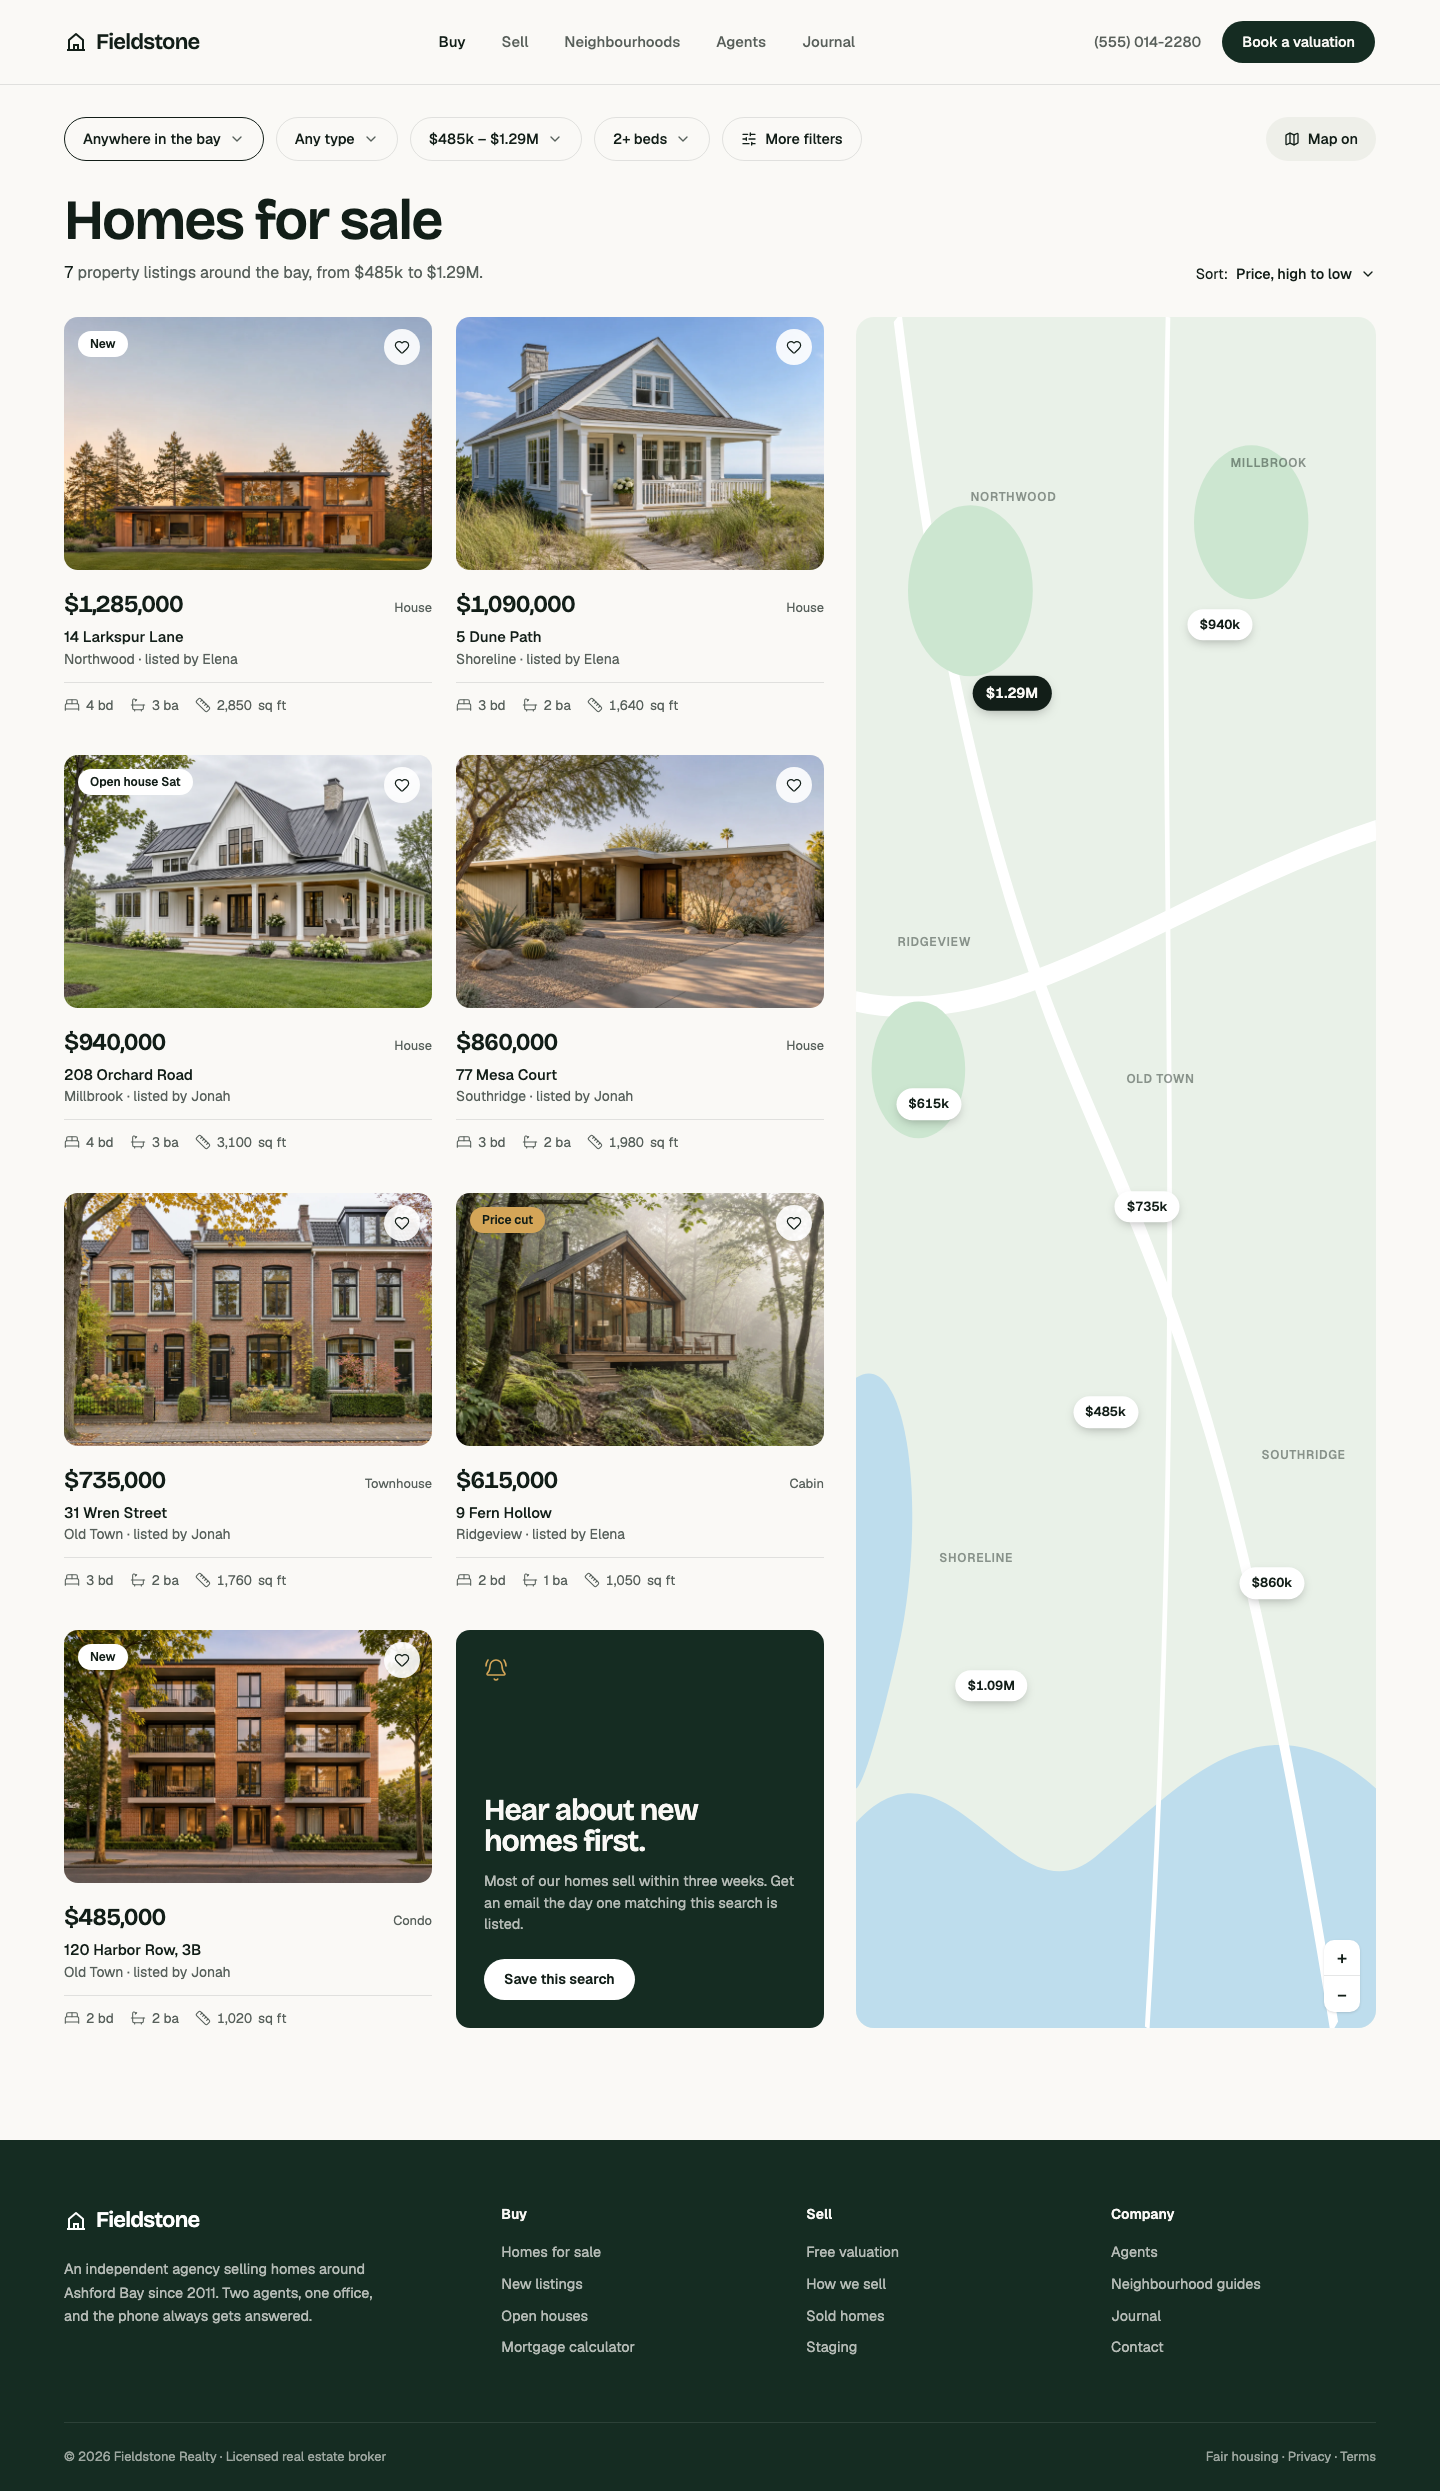 Fieldstone
Buy
Sell
Neighbourhoods
Agents
Journal
(555) 014-2280
Book a valuation
Anywhere in the bay
Any type
$485k – $1.29M
2+ beds
More filters
Map on
Homes for sale
7 property listings around the bay, from $485k to $1.29M.
Sort: Price, high to low
New
$1,285,000
House
14 Larkspur Lane
Northwood · listed by Elena
4 bd
3 ba
2,850 sq ft
$1,090,000
House
5 Dune Path
Shoreline · listed by Elena
3 bd
2 ba
1,640 sq ft
Open house Sat
$940,000
House
208 Orchard Road
Millbrook · listed by Jonah
4 bd
3 ba
3,100 sq ft
$860,000
House
77 Mesa Court
Southridge · listed by Jonah
3 bd
2 ba
1,980 sq ft
$735,000
Townhouse
31 Wren Street
Old Town · listed by Jonah
3 bd
2 ba
1,760 sq ft
Price cut
$615,000
Cabin
9 Fern Hollow
Ridgeview · listed by Elena
2 bd
1 ba
1,050 sq ft
New
$485,000
Condo
120 Harbor Row, 3B
Old Town · listed by Jonah
2 bd
2 ba
1,020 sq ft
Hear about new
homes first.
Most of our homes sell within three weeks. Get
an email the day one matching this search is
listed.
Save this search
MILLBROOK
NORTHWOOD
$940k
$1.29M
RIDGEVIEW
OLD TOWN
$615k
$735k
$485k
SOUTHRIDGE
SHORELINE
$860k
$1.09M
+
−
Fieldstone
An independent agency selling homes around
Ashford Bay since 2011. Two agents, one office,
and the phone always gets answered.
Buy
Homes for sale
New listings
Open houses
Mortgage calculator
Sell
Free valuation
How we sell
Sold homes
Staging
Company
Agents
Neighbourhood guides
Journal
Contact
© 2026 Fieldstone Realty · Licensed real estate broker
Fair housing · Privacy · Terms